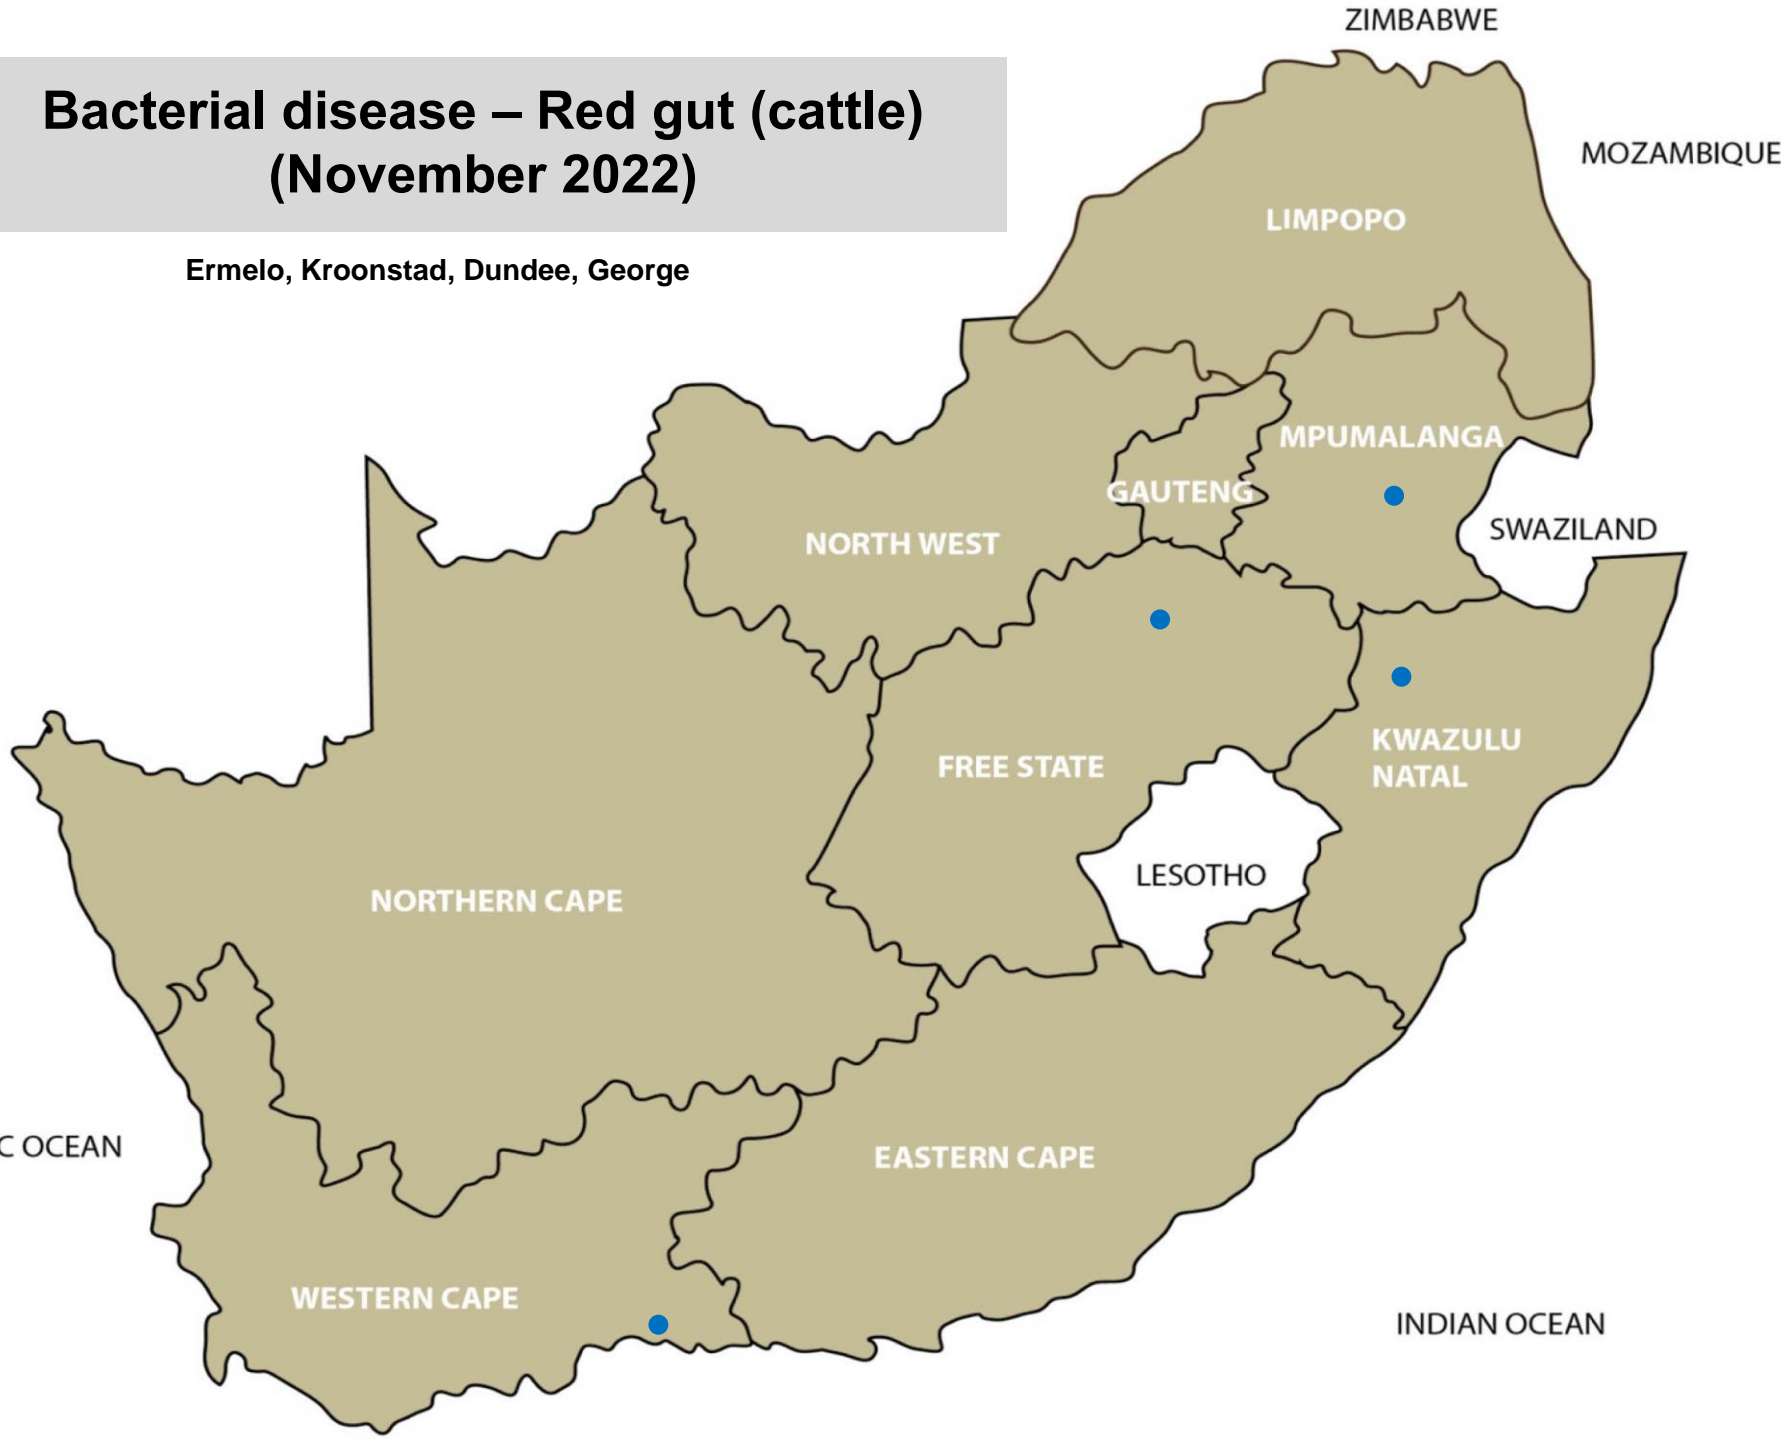 ZIMBABWE
Bacterial disease – Red gut (cattle)
(November 2022)
MOZAMBIQUE
LIMPOPO
Ermelo, Kroonstad, Dundee, George
MPUMALANGA
GAUTENG
SWAZILAND
NORTH WEST
KWAZULU
NATAL
FREE STATE
LESOTHO
NORTHERN CAPE
C OCEAN
EASTERN CAPE
WESTERN CAPE
INDIAN OCEAN